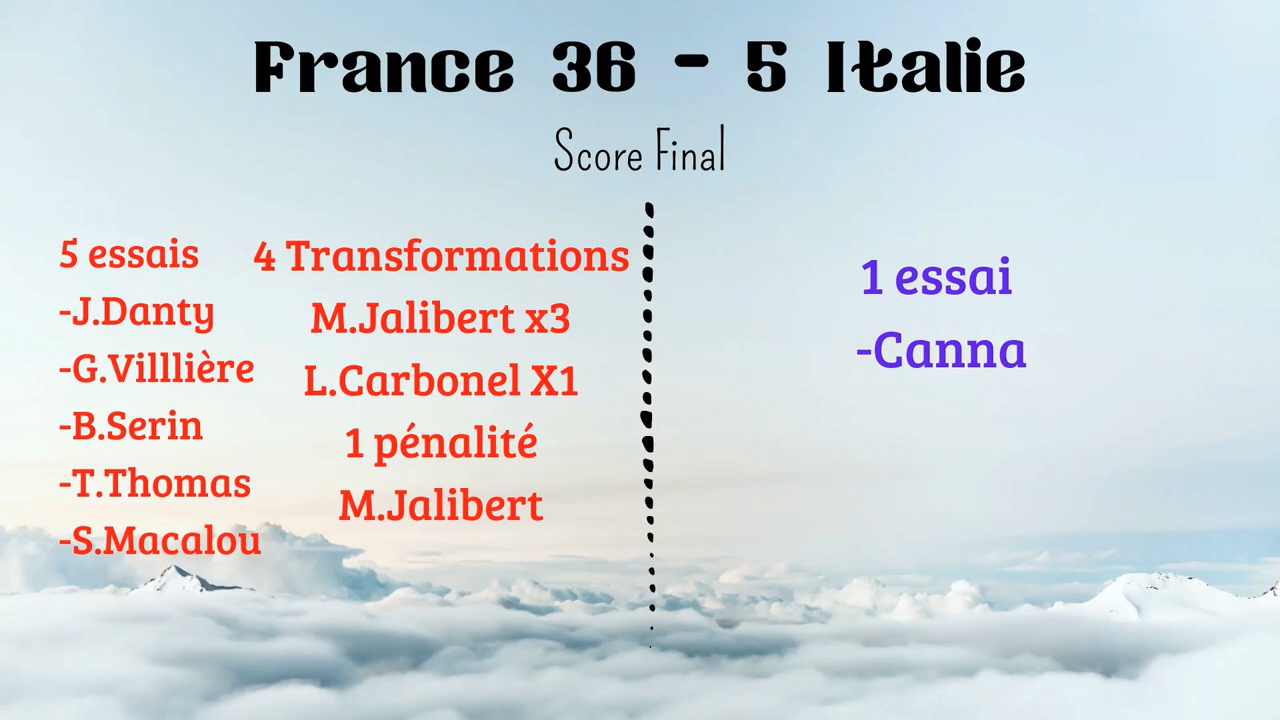 France 36 - 5 Italie
Score Final
5 essais
-J.Danty
-G.Villlière
-B.Serin
-T.Thomas
-S.Macalou
4 Transformations
M.Jalibert x3
L.Carbonel X1
1 pénalité
M.Jalibert
1 essai
-Canna